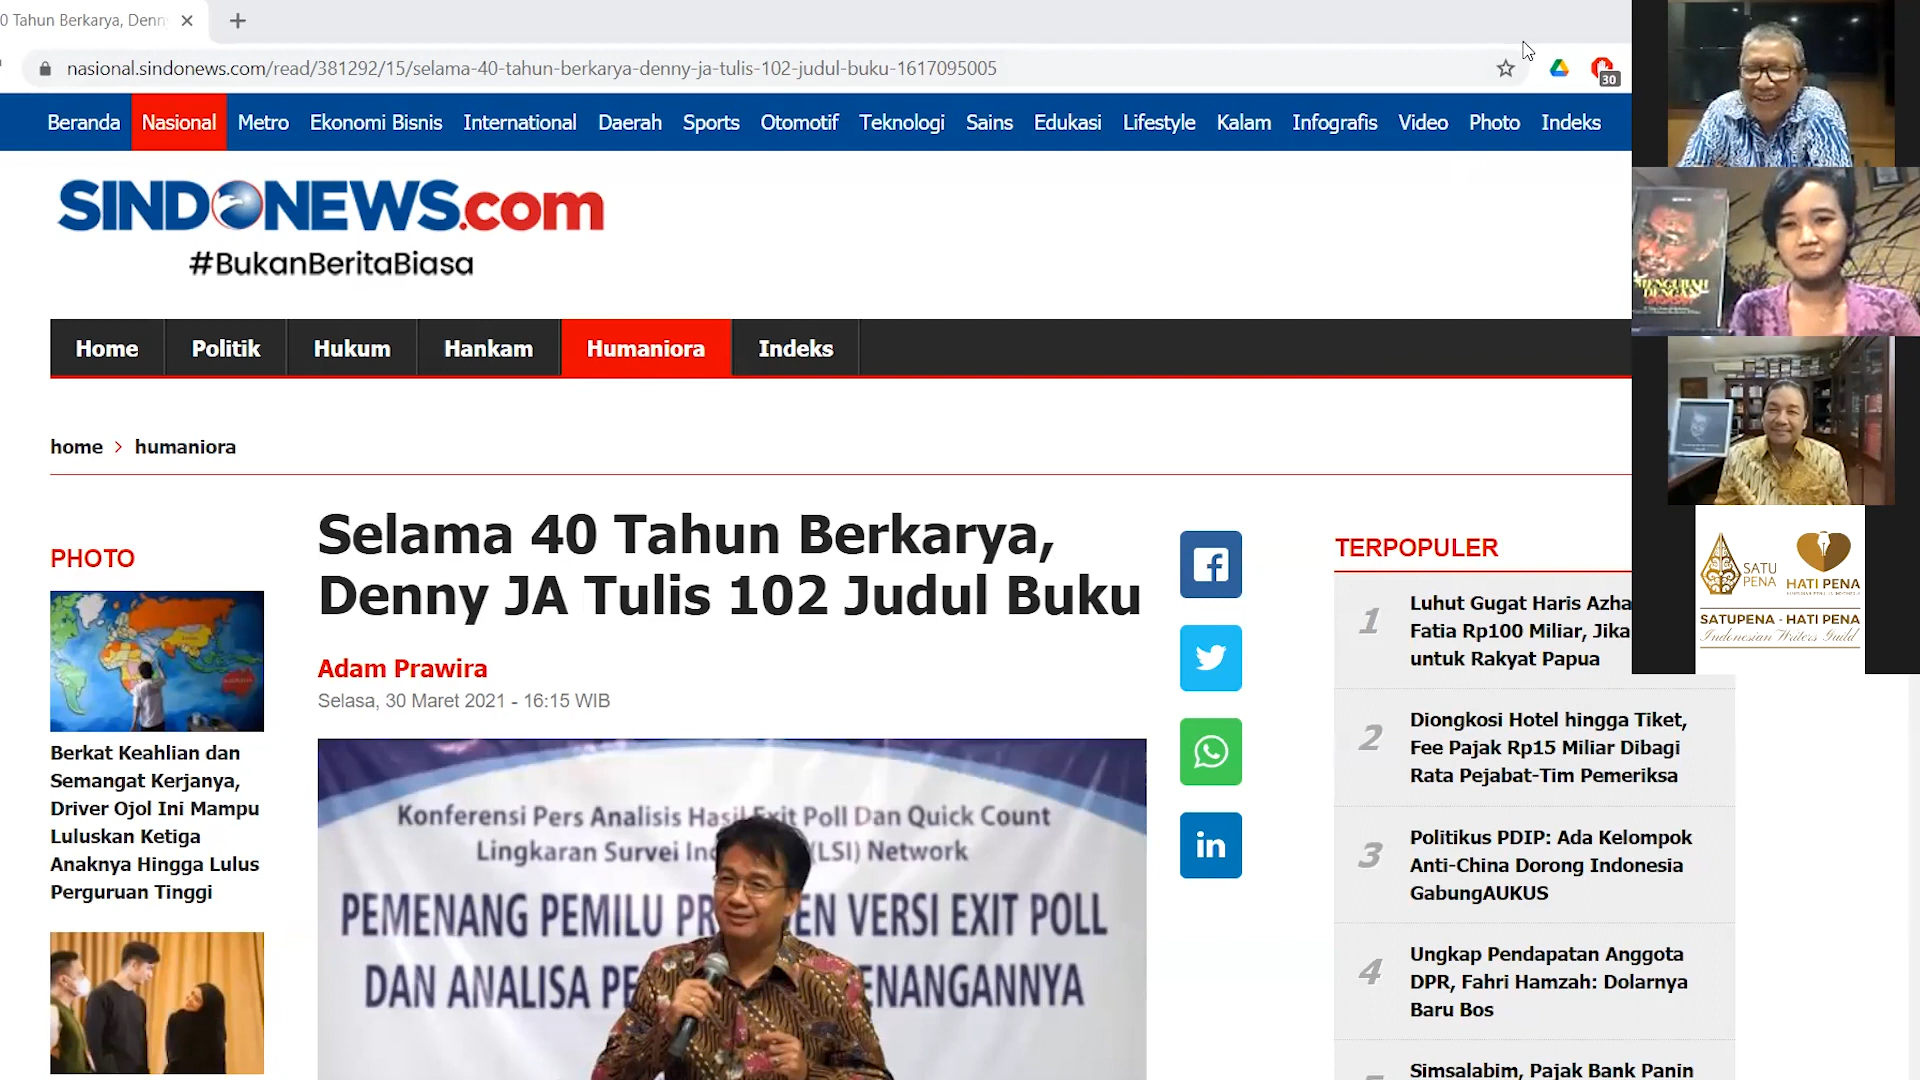 0 Tahun Berkarya, Denn
nasional.sindonews.com/read/381292/15/selama-40-tahun-berkarya-denny-ja-tulis-102-judul-buku-1617095005
30
Beranda Nasional Metro Ekonomi Bisnis International Daerah Sports Otomotif Teknologi Sains Edukasi Lifestyle Kalam Infografis Video Photo Indeks
SINDONEWS.com
#BukanBeritaBiasa
Home Politik Hukum Hankam Humaniora Indeks
home > humaniora
PHOTO
Berkat Keahlian dan
Semangat Kerjanya,
Driver Ojol Ini Mampu
Luluskan Ketiga
Anaknya Hingga Lulus
Perguruan Tinggi
Selama 40 Tahun Berkarya,
Denny JA Tulis 102 Judul Buku
Adam Prawira
Selasa, 30 Maret 2021 - 16:15 WIB
Konferensi Pers Analisis Hasil Exit Poll Dan Quick Count
Lingkaran Survei In (LSI) Network
PEMENANG PEMILU PR EN VERSI EXIT POLL
DAN ANALISA PE ENANGANNYA
TERPOPULER
1
Luhut Gugat Haris Azha
Fatia Rp100 Miliar, Jika
untuk Rakyat Papua
2
Diongkosi Hotel hingga Tiket,
Fee Pajak Rp15 Miliar Dibagi
Rata Pejabat-Tim Pemeriksa
3
Politikus PDIP: Ada Kelompok
Anti-China Dorong Indonesia
GabungAUKUS
4
Ungkap Pendapatan Anggota
DPR, Fahri Hamzah: Dolarnya
Baru Bos
Simsalabim, Pajak Bank Panin
MENGUBAH
DENGAN
SATU
PENA
HATI PENA
SATUPENA - HATI PENA
Indonesian Writers Guild